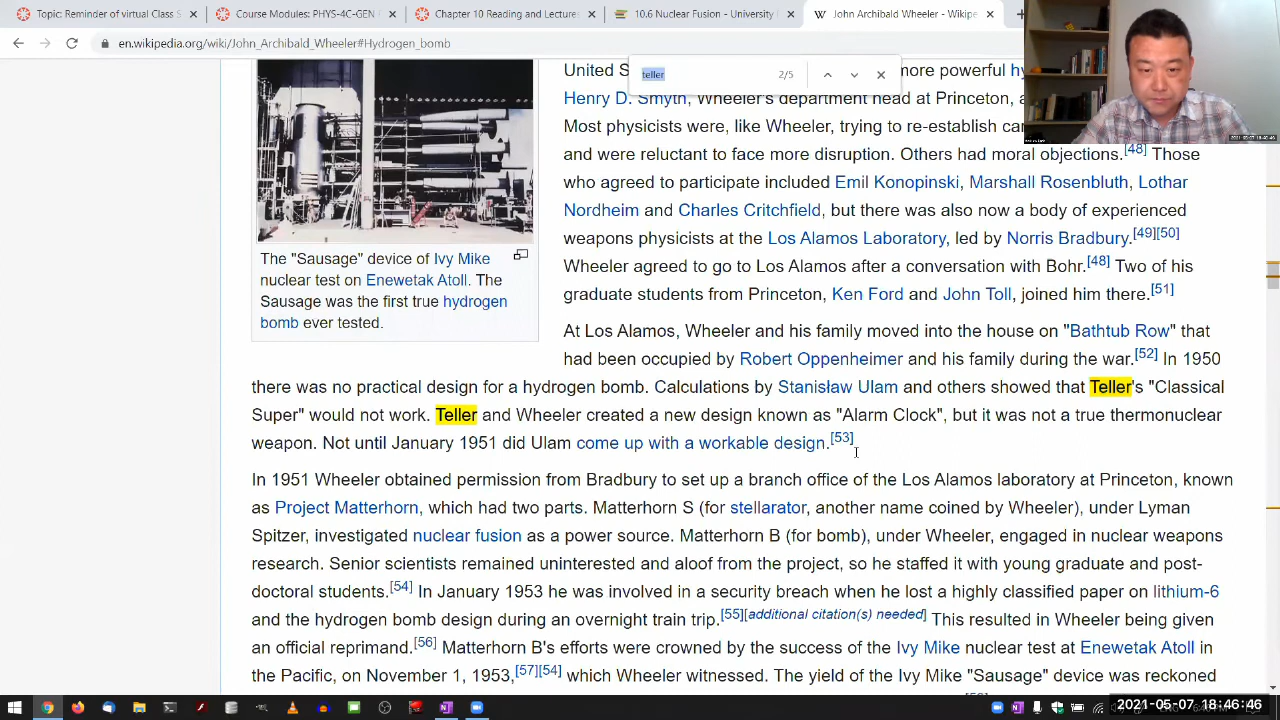 Topic: Reminder of virtual Class S
Course Modules: PHYS-4C-GEN
Chapter 10 Reading and Lecture
10.6 Nuclear Fusion - University
John Archibald Wheeler - Wikipe
en.wikipedia.org/wiki/John_Archibald_Wheeler#Hydrogen_bomb
teller 2/5
United S more powerful hy
Henry D. Smyth, Wheeler's department head at Princeton, a
Most physicists were, like Wheeler, trying to re-establish car
and were reluctant to face more disruption. Others had moral objections.[48] Those
who agreed to participate included Emil Konopinski, Marshall Rosenbluth, Lothar
Nordheim and Charles Critchfield, but there was also now a body of experienced
weapons physicists at the Los Alamos Laboratory, led by Norris Bradbury.[49][50]
Wheeler agreed to go to Los Alamos after a conversation with Bohr.[48] Two of his
graduate students from Princeton, Ken Ford and John Toll, joined him there.[51]
The "Sausage" device of Ivy Mike
nuclear test on Enewetak Atoll. The
Sausage was the first true hydrogen
bomb ever tested.
At Los Alamos, Wheeler and his family moved into the house on "Bathtub Row" that
had been occupied by Robert Oppenheimer and his family during the war.[52] In 1950
there was no practical design for a hydrogen bomb. Calculations by Stanisław Ulam and others showed that Teller's "Classical
Super" would not work. Teller and Wheeler created a new design known as "Alarm Clock", but it was not a true thermonuclear
weapon. Not until January 1951 did Ulam come up with a workable design.[53]
In 1951 Wheeler obtained permission from Bradbury to set up a branch office of the Los Alamos laboratory at Princeton, known
as Project Matterhorn, which had two parts. Matterhorn S (for stellarator, another name coined by Wheeler), under Lyman
Spitzer, investigated nuclear fusion as a power source. Matterhorn B (for bomb), under Wheeler, engaged in nuclear weapons
research. Senior scientists remained uninterested and aloof from the project, so he staffed it with young graduate and post-
doctoral students.[54] In January 1953 he was involved in a security breach when he lost a highly classified paper on lithium-6
and the hydrogen bomb design during an overnight train trip.[55][additional citation(s) needed] This resulted in Wheeler being given
an official reprimand.[56] Matterhorn B's efforts were crowned by the success of the Ivy Mike nuclear test at Enewetak Atoll in
the Pacific, on November 1, 1953,[57][54] which Wheeler witnessed. The yield of the Ivy Mike "Sausage" device was reckoned
2021-05-07 18:46:46
2021-05-07 18:46:46